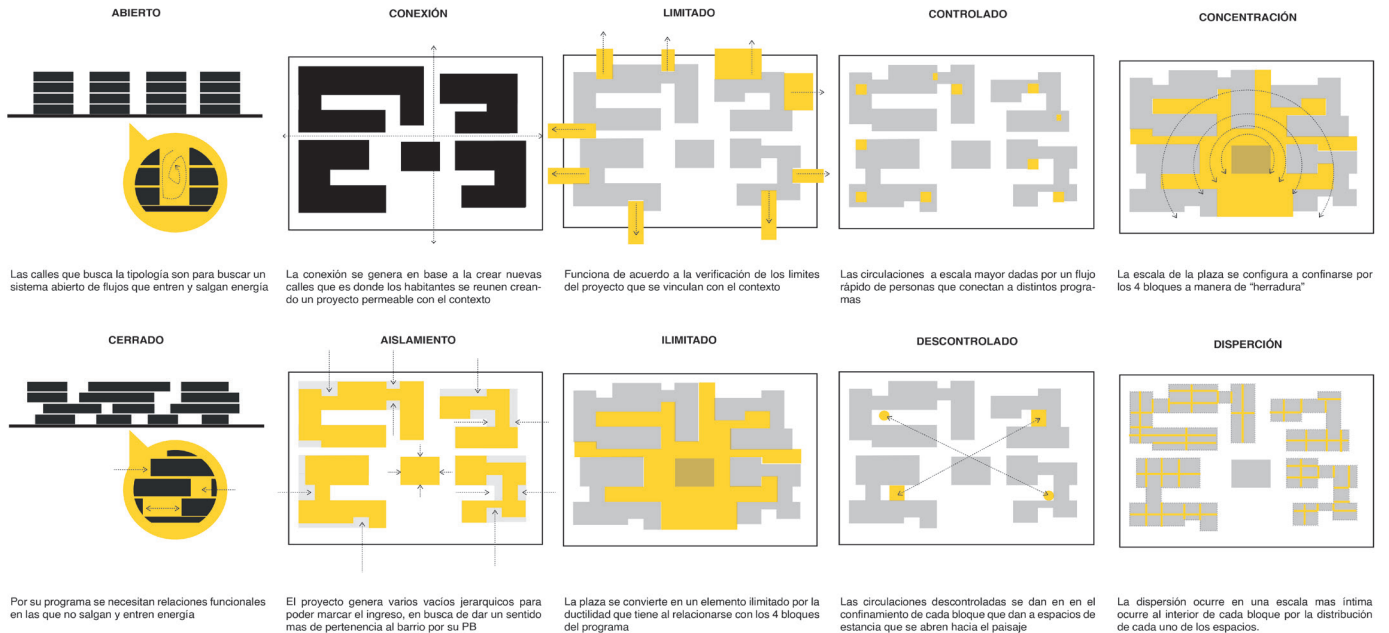 ABIERTO
Las calles que busca la tipología son para buscar un
sistema abierto de flujos que entren y salgan energía
CONEXIÓN
La conexión se genera en base a la crear nuevas
calles que es donde los habitantes se reunen crean-
do un proyecto permeable con el contexto
LIMITADO
Funciona de acuerdo a la verificación de los limites
del proyecto que se vinculan con el contexto
CONTROLADO
Las circulaciones a escala mayor dadas por un flujo
rápido de personas que conectan a distintos progra-
mas
CONCENTRACIÓN
La escala de la plaza se configura a confinarse por
los 4 bloques a manera de “herradura”
CERRADO
Por su programa se necesitan relaciones funcionales
en las que no salgan y entren energía
AISLAMIENTO
El proyecto genera varios vacios jerarquicos para
poder marcar el ingreso, en busca de dar un sentido
mas de pertenencia al barrio por su PB
ILIMITADO
La plaza se convierte en un elemento ilimitado por la
ductilidad que tiene al relacionarse con los 4 bloques
del programa
DESCONTROLADO
Las circulaciones descontroladas se dan en en el
confinamiento de cada bloque que dan a espacios de
estancia que se abren hacia el paisaje
DISPERCIÓN
La dispersión ocurre en una escala mas íntima
ocurre al interior de cada bloque por la distribución
de cada uno de los espacios.